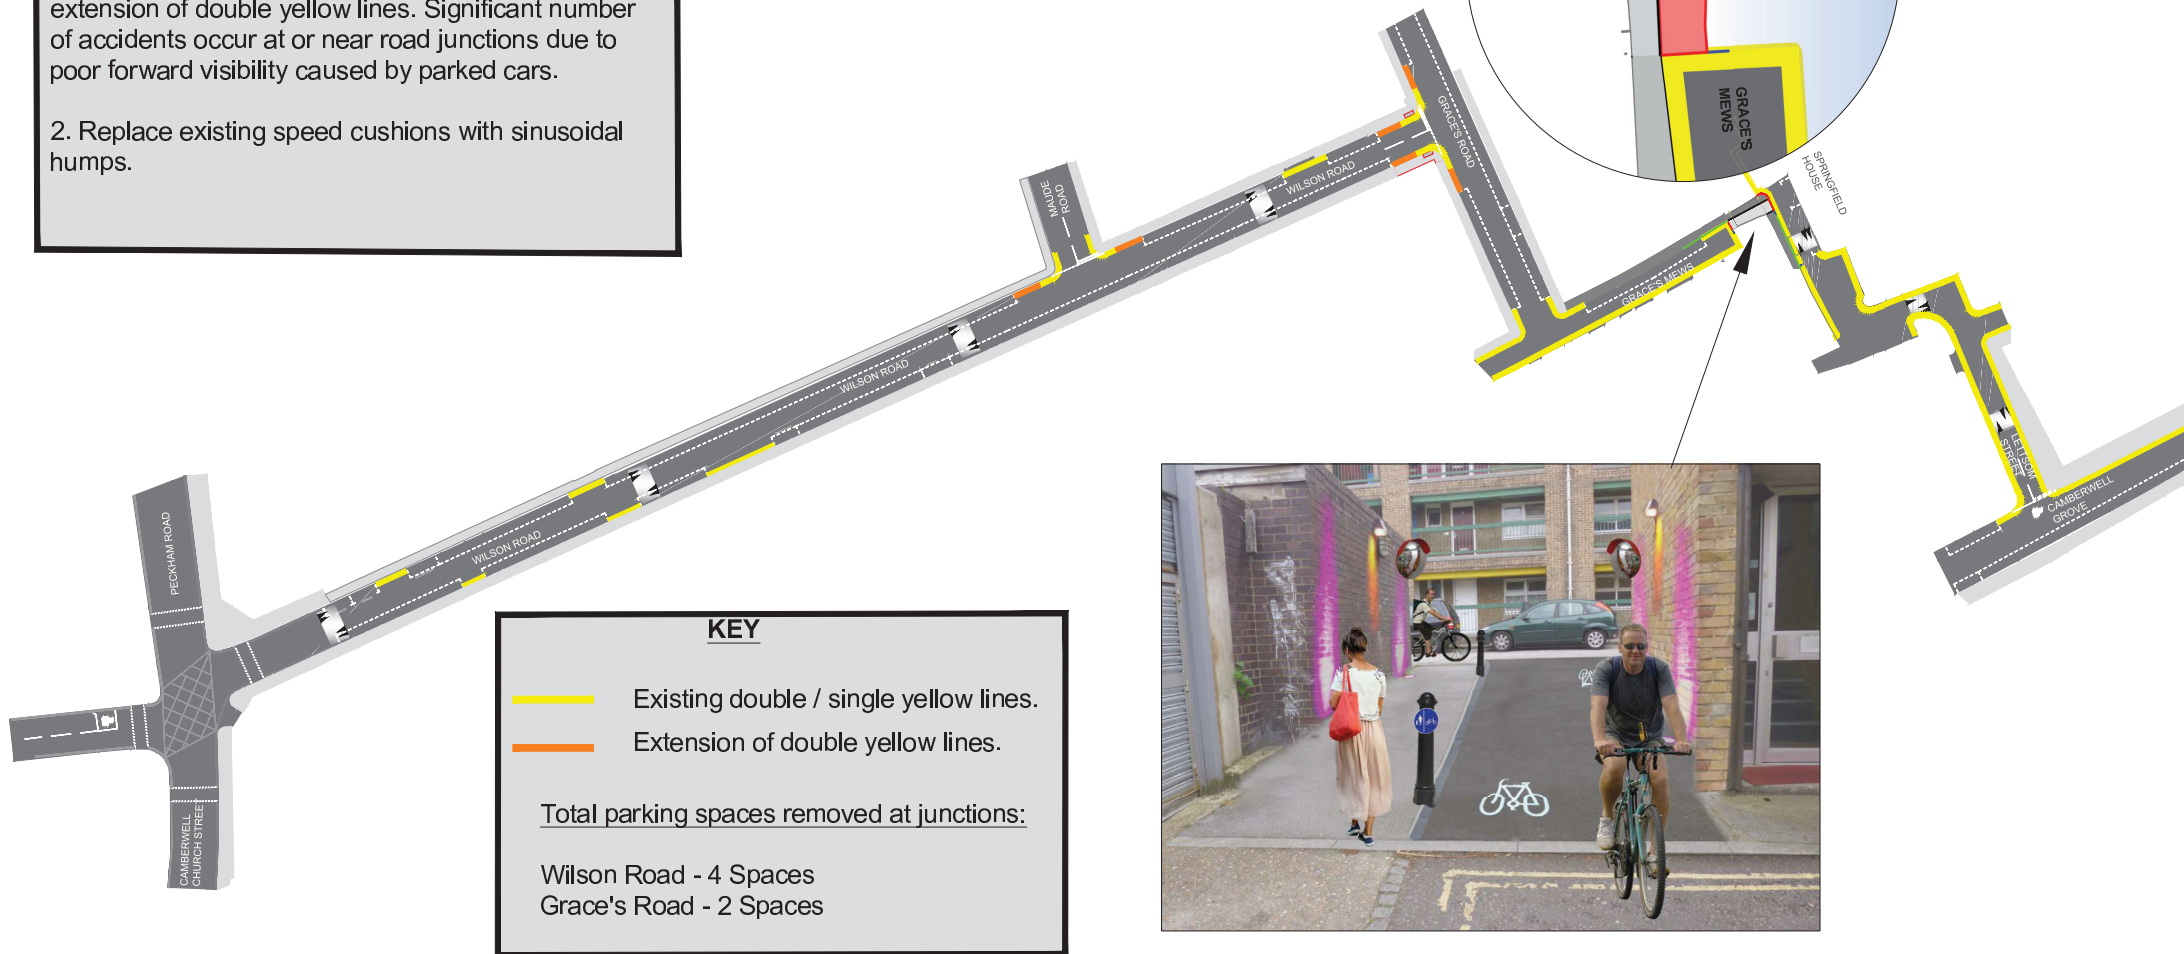 extension of double yellow lines. Significant number
of accidents occur at or near road junctions due to
poor forward visibility caused by parked cars.
2. Replace existing speed cushions with sinusoidal
humps.
GRACE'S
MEWS
SPRINGFIELD
HOUSE
GRACE'S ROAD
WILSON ROAD
MAUDE
ROAD
GRACE'S MEWS
WILSON ROAD
LETTSOM
STREET
CAMBERWELL
GROVE
PECKHAM ROAD
WILSON ROAD
CAMBERWELL
CHURCH STREET
KEY
Existing double / single yellow lines.
Extension of double yellow lines.
Total parking spaces removed at junctions:
Wilson Road - 4 Spaces
Grace's Road - 2 Spaces